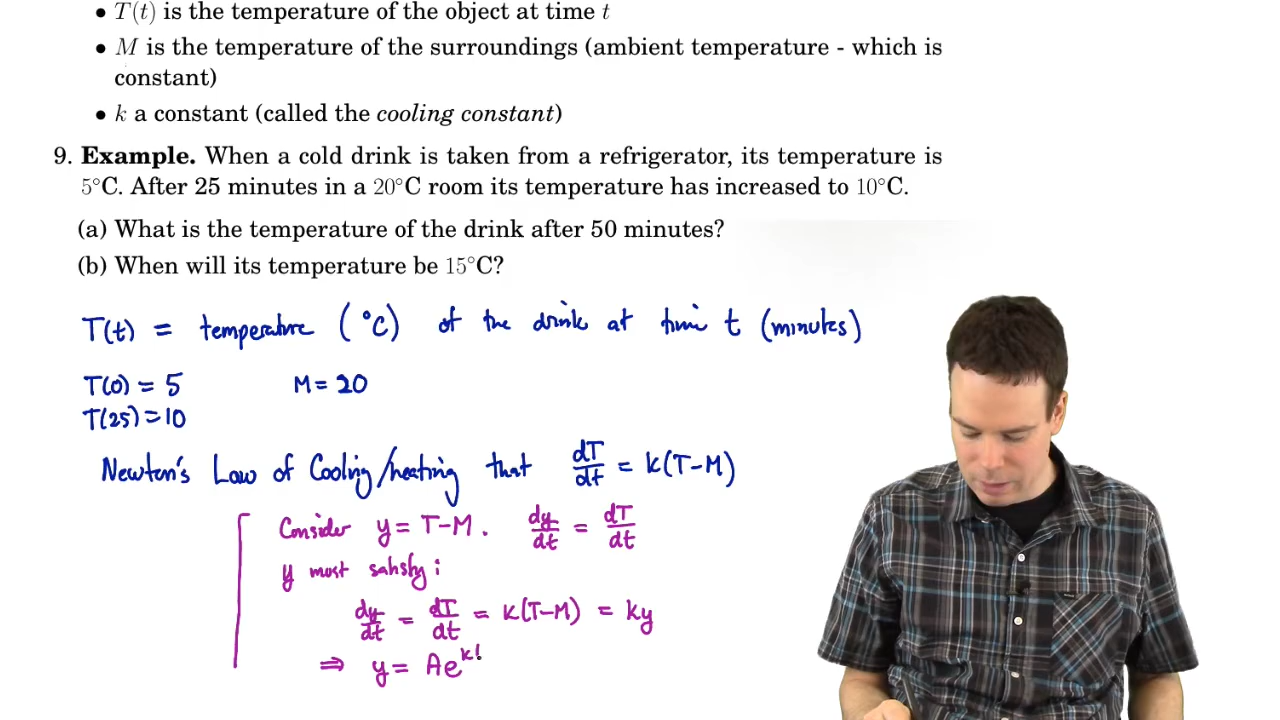 • T(t) is the temperature of the object at time t
• M is the temperature of the surroundings (ambient temperature - which is
constant)
• k a constant (called the cooling constant)
9. Example. When a cold drink is taken from a refrigerator, its temperature is
5°C. After 25 minutes in a 20°C room its temperature has increased to 10°C.
(a) What is the temperature of the drink after 50 minutes?
(b) When will its temperature be 15°C?
T(t) = temperature (°C) of the drink at time t (minutes)
T(0) = 5 M = 20
T(25) = 10
Newton's Law of Cooling/heating that dT/dt = k(T-M)
Consider y = T-M. dy/dt = dT/dt
y must satisfy:
dy/dt = dT/dt = k(T-M) = ky
⇒ y = Ae^k